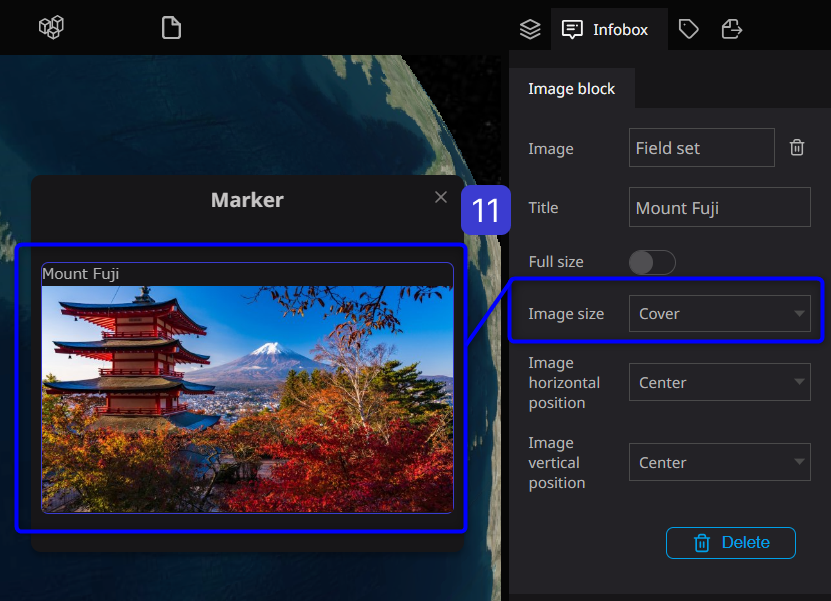 Infobox
Image block
Image
Field set
Title
Mount Fuji
Full size
Image size
Cover
Image
horizontal
position
Center
Image
vertical
position
Center
Delete
Marker
11
Mount Fuji